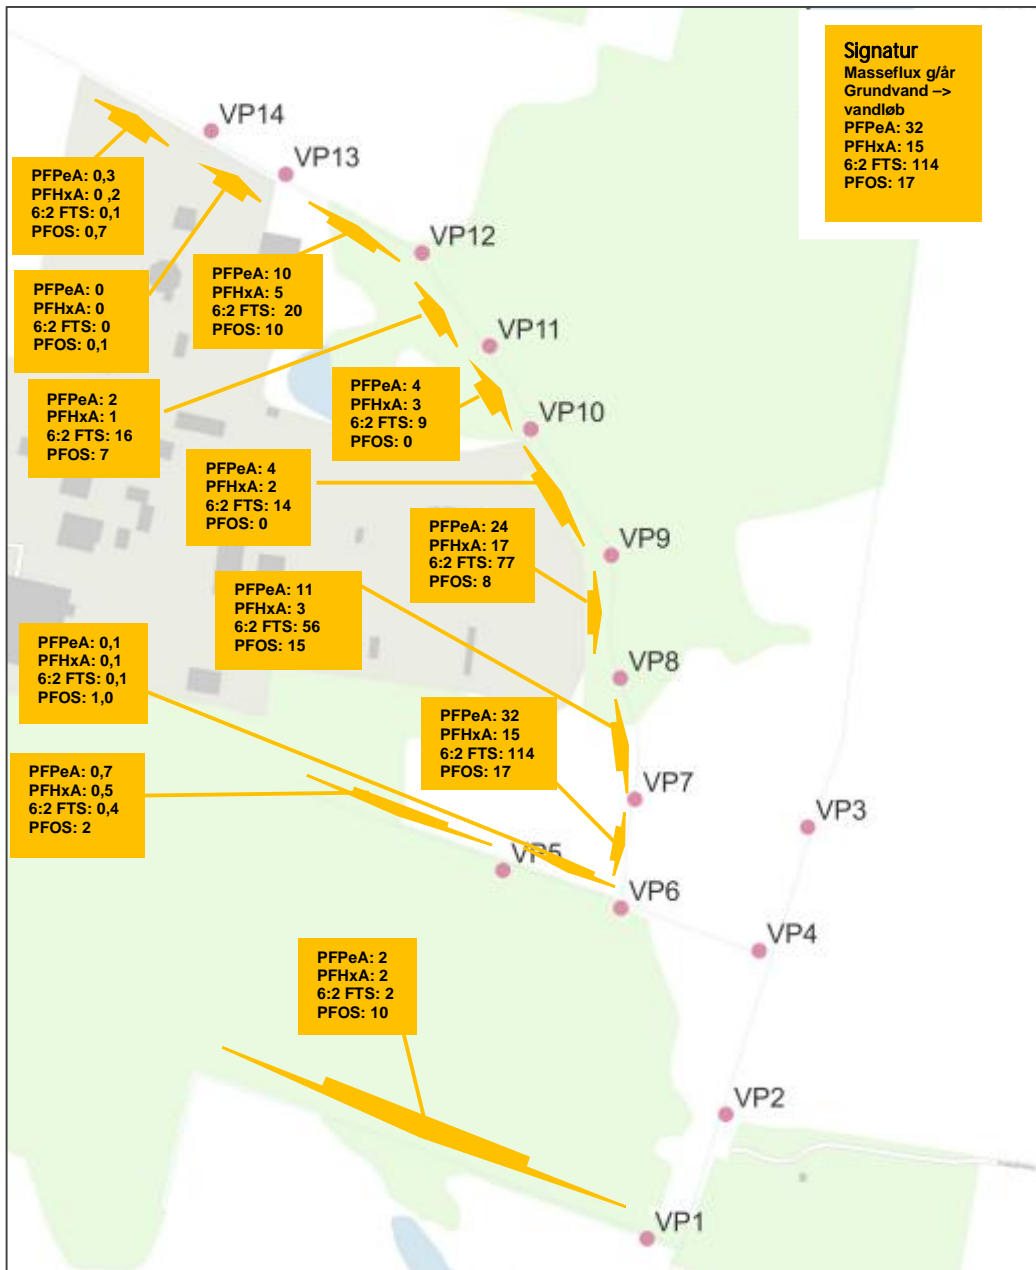 Signatur
Masseflux g/år
Grundvand –>
vandløb
PFPeA: 32
PFHxA: 15
6:2 FTS: 114
PFOS: 17
VP14
VP13
PFPeA: 0,3
PFHxA: 0 ,2
6:2 FTS: 0,1
PFOS: 0,7
VP12
PFPeA: 10
PFHxA: 5
6:2 FTS:  20
PFOS: 10
PFPeA: 0
PFHxA: 0
6:2 FTS: 0
PFOS: 0,1
VP11
PFPeA: 4
PFHxA: 3
6:2 FTS: 9
PFOS: 0
PFPeA: 2
PFHxA: 1
6:2 FTS: 16
PFOS: 7
VP10
PFPeA: 4
PFHxA: 2
6:2 FTS: 14
PFOS: 0
PFPeA: 24
PFHxA: 17
6:2 FTS: 77
PFOS: 8
VP9
PFPeA: 11
PFHxA: 3
6:2 FTS: 56
PFOS: 15
PFPeA: 0,1
PFHxA: 0,1
6:2 FTS: 0,1
PFOS: 1,0
VP8
PFPeA: 32
PFHxA: 15
6:2 FTS: 114
PFOS: 17
PFPeA: 0,7
PFHxA: 0,5
6:2 FTS: 0,4
PFOS: 2
VP7
VP3
VP5
VP6
VP4
PFPeA: 2
PFHxA: 2
6:2 FTS: 2
PFOS: 10
VP2
VP1